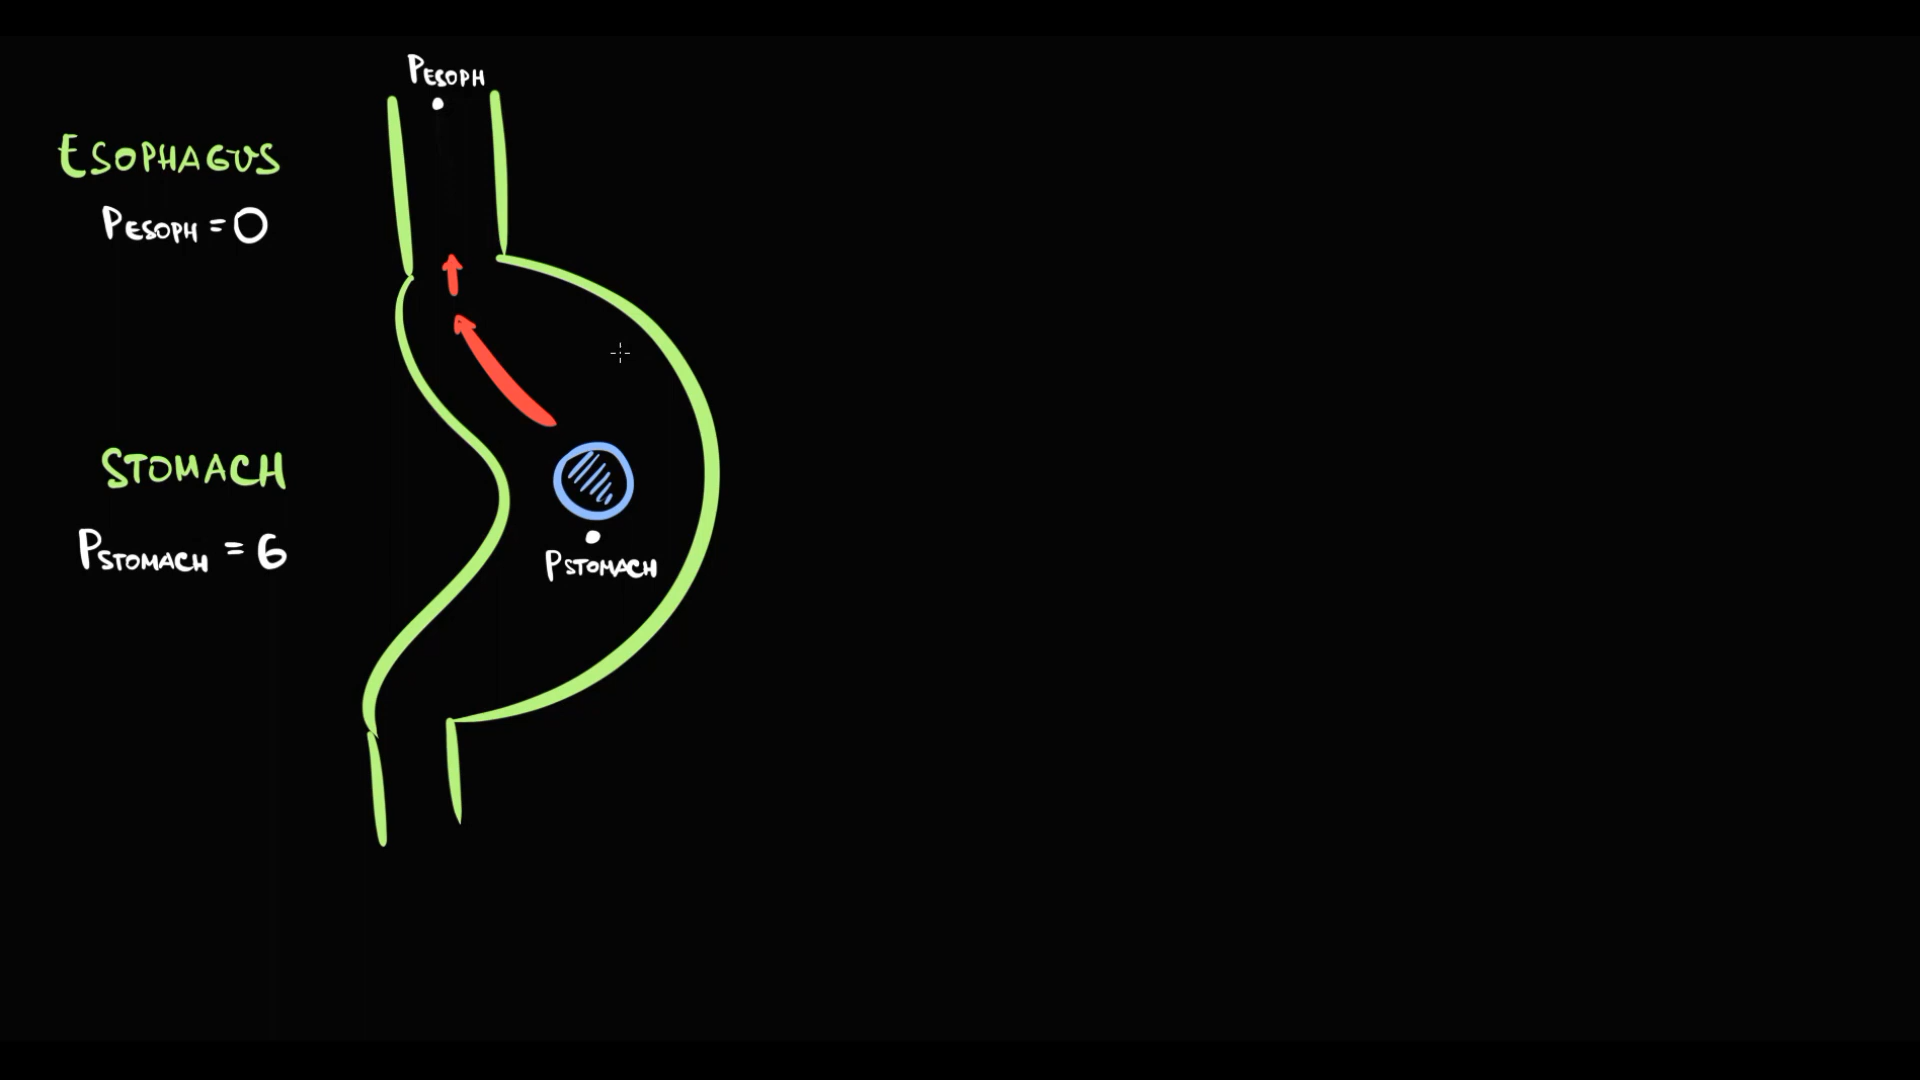 PESOPH
ESOPHAGUS
PESOPH = 0
STOMACH
PSTOMACH = 6
PSTOMACH